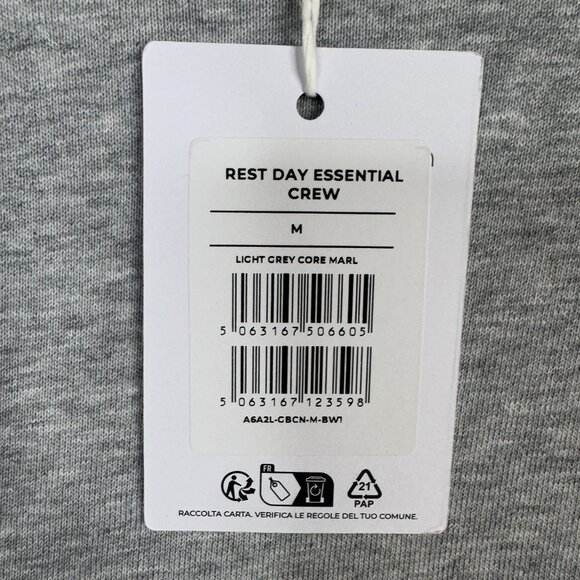 REST DAY ESSENTIAL
CREW
M
LIGHT GREY CORE MARL
5 063167 506605
5 063167 123598
A6A2L-GBCN-M-BW1
FR
21
PAP
RACCOLTA CARTA. VERIFICA LE REGOLE DEL TUO COMUNE.